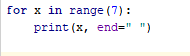 for x in range(7):
    print(x, end=" ")